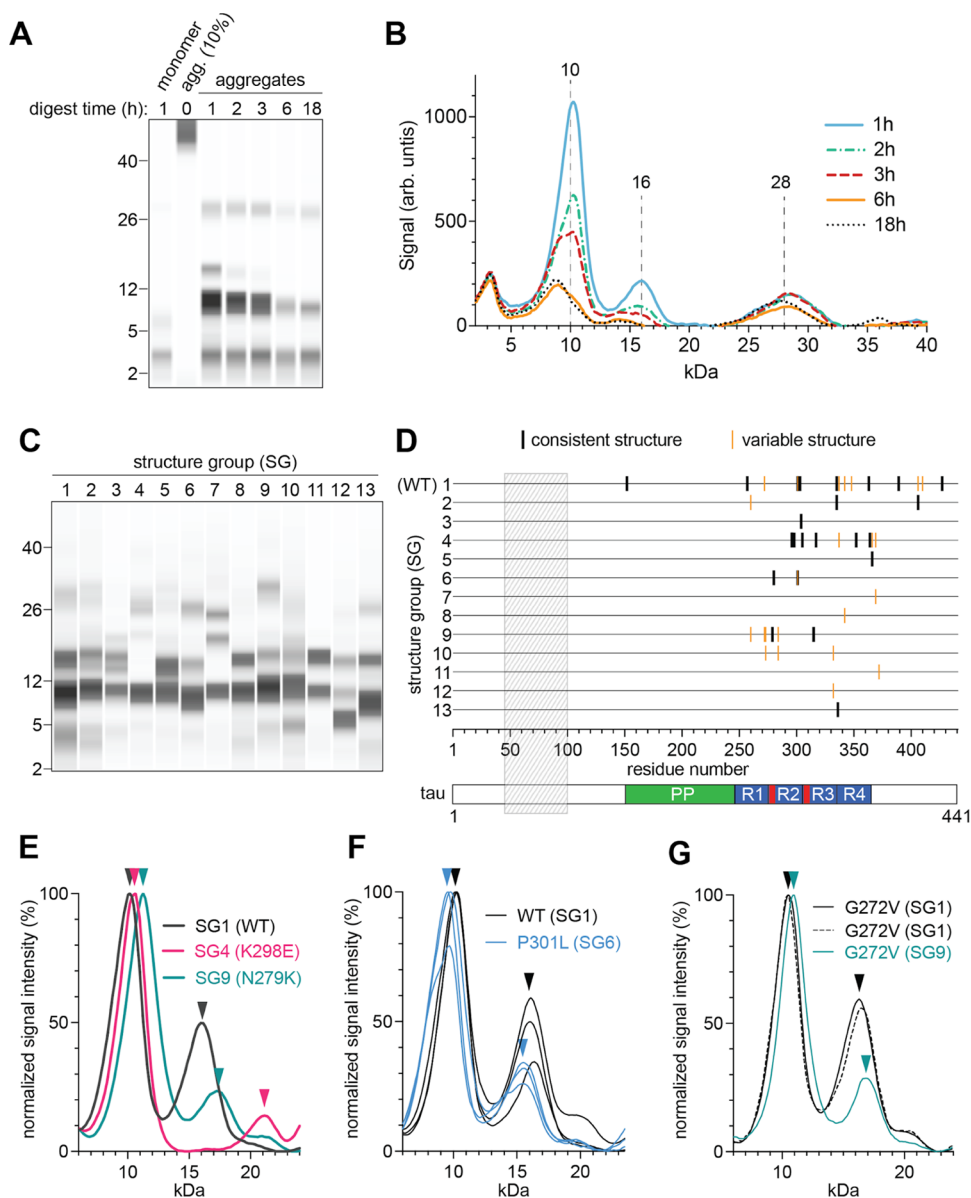 A
monomer
agg. (10%)
aggregates
digest time (h): 1 0 1 2 3 6 18
40
26
12
5
2
B
10
16
28
1000
500
0
Signal (arb. untis)
1h
2h
3h
6h
18h
5 10 15 20 25 30 35 40
kDa
C
structure group (SG)
1 2 3 4 5 6 7 8 9 10 11 12 13
40
26
12
5
2
D
consistent structure
variable structure
structure group (SG)
(WT) 1
2
3
4
5
6
7
8
9
10
11
12
13
1 50 100 150 200 250 300 350 400
residue number
tau
PP R1 R2 R3 R4
1 441
E
normalized signal intensity (%)
100
50
0
SG1 (WT)
SG4 (K298E)
SG9 (N279K)
10 20
kDa
F
normalized signal intensity (%)
100
50
0
WT (SG1)
P301L (SG6)
10 20
kDa
G
normalized signal intensity (%)
100
50
0
G272V (SG1)
G272V (SG1)
G272V (SG9)
10 20
kDa